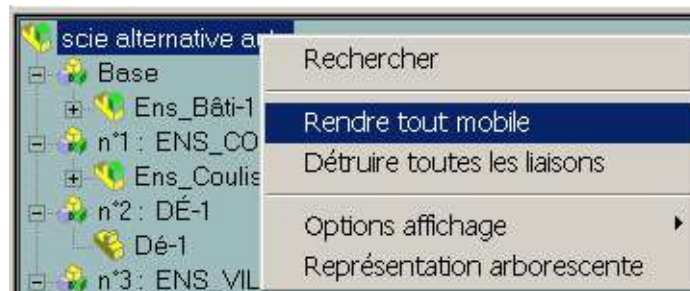 scie alternative a
Base
Ens_Bâti-1
n°1 : ENS_CO
Ens_Coulis
n°2 : DÉ-1
Dé-1
n°3 : ENS_VIL
Rechercher
Rendre tout mobile
Détruire toutes les liaisons
Options affichage
Représentation arborescente